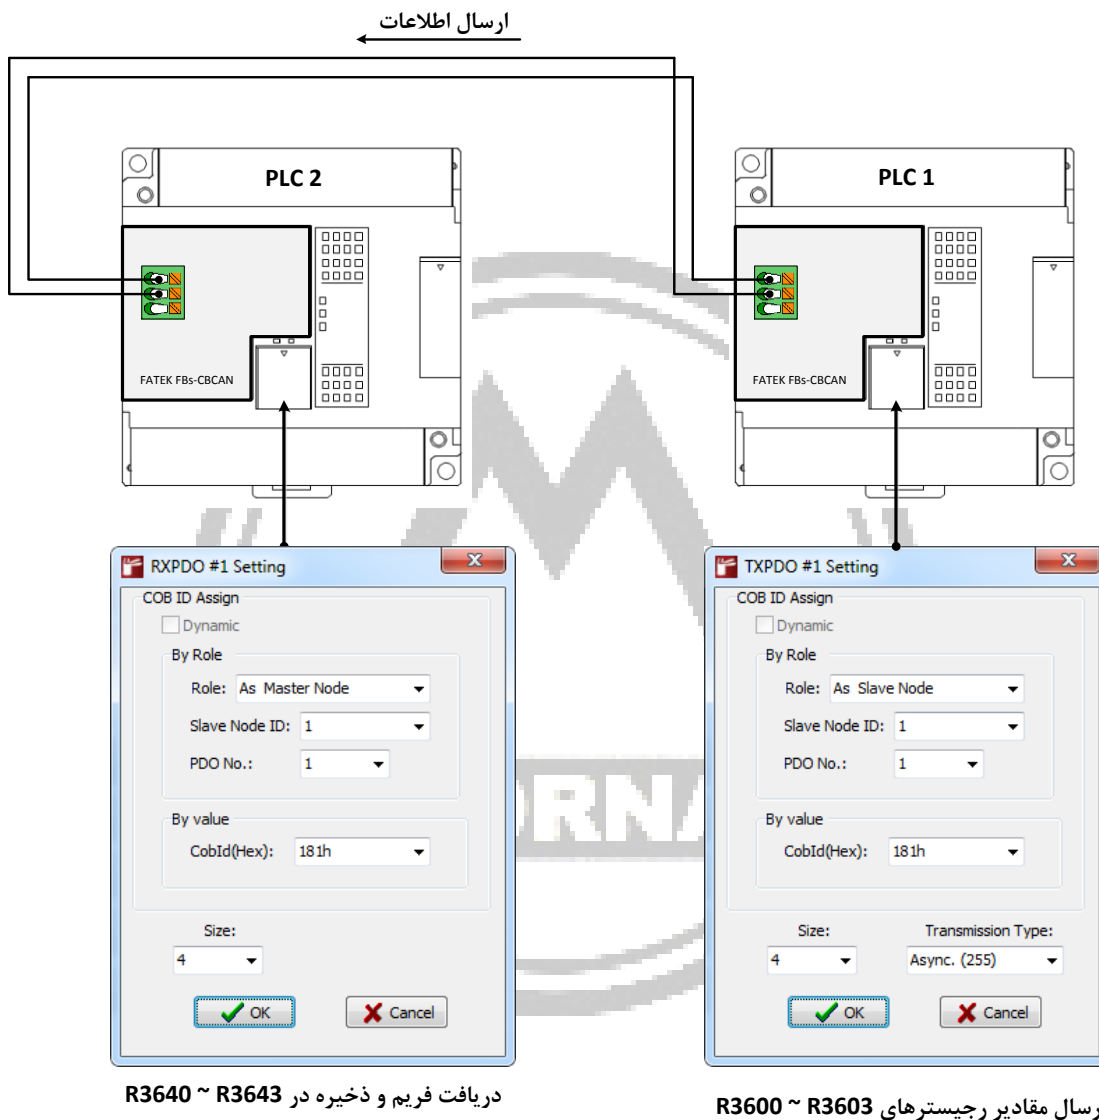 ارسال اطلاعات
PLC 2
PLC 1
FATEK FBs-CBCAN
FATEK FBs-CBCAN
RXPDO #1 Setting
COB ID Assign
Dynamic
By Role
Role: As Master Node
Slave Node ID: 1
PDO No.: 1
By value
CobId(Hex): 181h
Size:
4
OK
Cancel
TXPDO #1 Setting
COB ID Assign
Dynamic
By Role
Role: As Slave Node
Slave Node ID: 1
PDO No.: 1
By value
CobId(Hex): 181h
Size: Transmission Type:
4 Async. (255)
OK
Cancel
دریافت فریم و ذخیره در R3640 ~ R3643
رسال مقادیر رجیسترهای R3600 ~ R3603